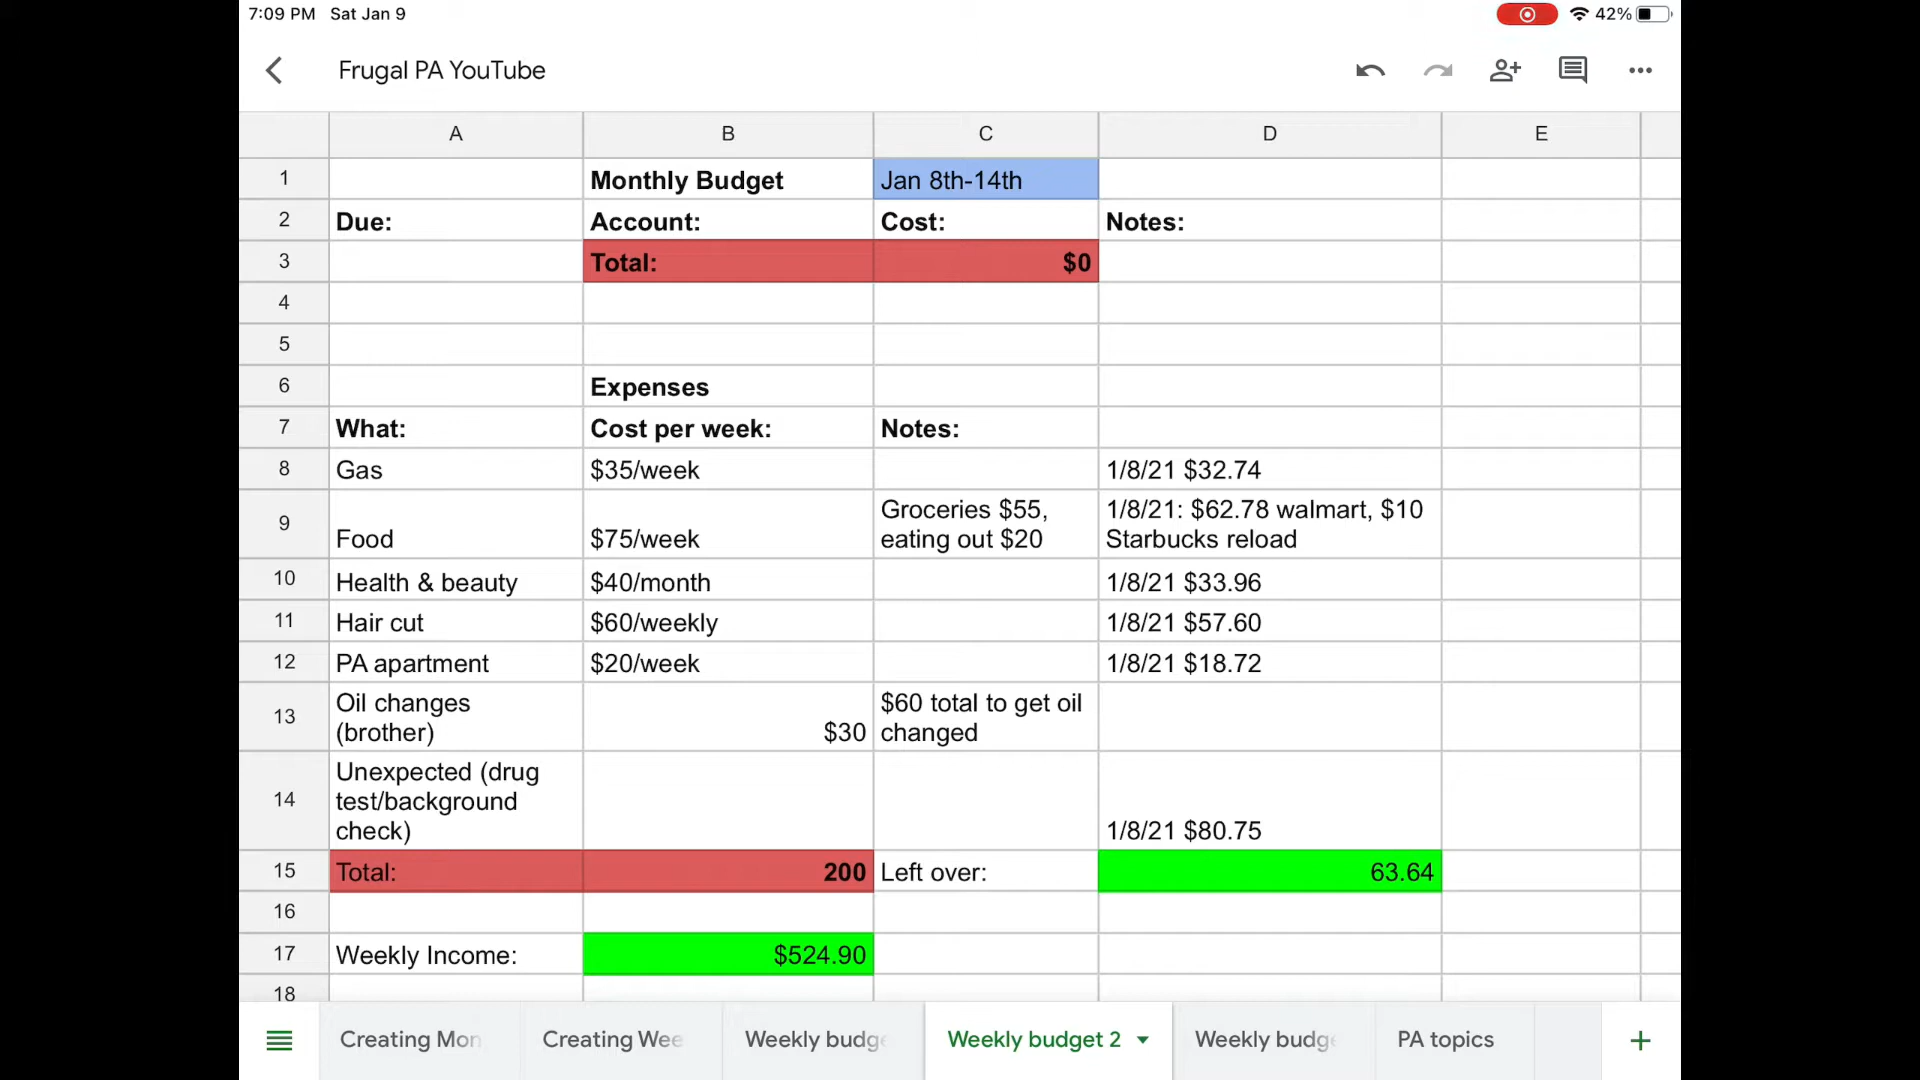 7:09 PM Sat Jan 9 42%
Frugal PA YouTube
A B C D E
1 Monthly Budget Jan 8th-14th
2 Due: Account: Cost: Notes:
3 Total: $0
4
5
6 Expenses
7 What: Cost per week: Notes:
8 Gas $35/week 1/8/21 $32.74
9 Food $75/week Groceries $55, eating out $20 1/8/21: $62.78 walmart, $10 Starbucks reload
10 Health & beauty $40/month 1/8/21 $33.96
11 Hair cut $60/weekly 1/8/21 $57.60
12 PA apartment $20/week 1/8/21 $18.72
13 Oil changes (brother) $30 $60 total to get oil changed
14 Unexpected (drug test/background check) 1/8/21 $80.75
15 Total: 200 Left over: 63.64
16
17 Weekly Income: $524.90
18
Creating Mon Creating Wee Weekly budge Weekly budget 2 Weekly budge PA topics